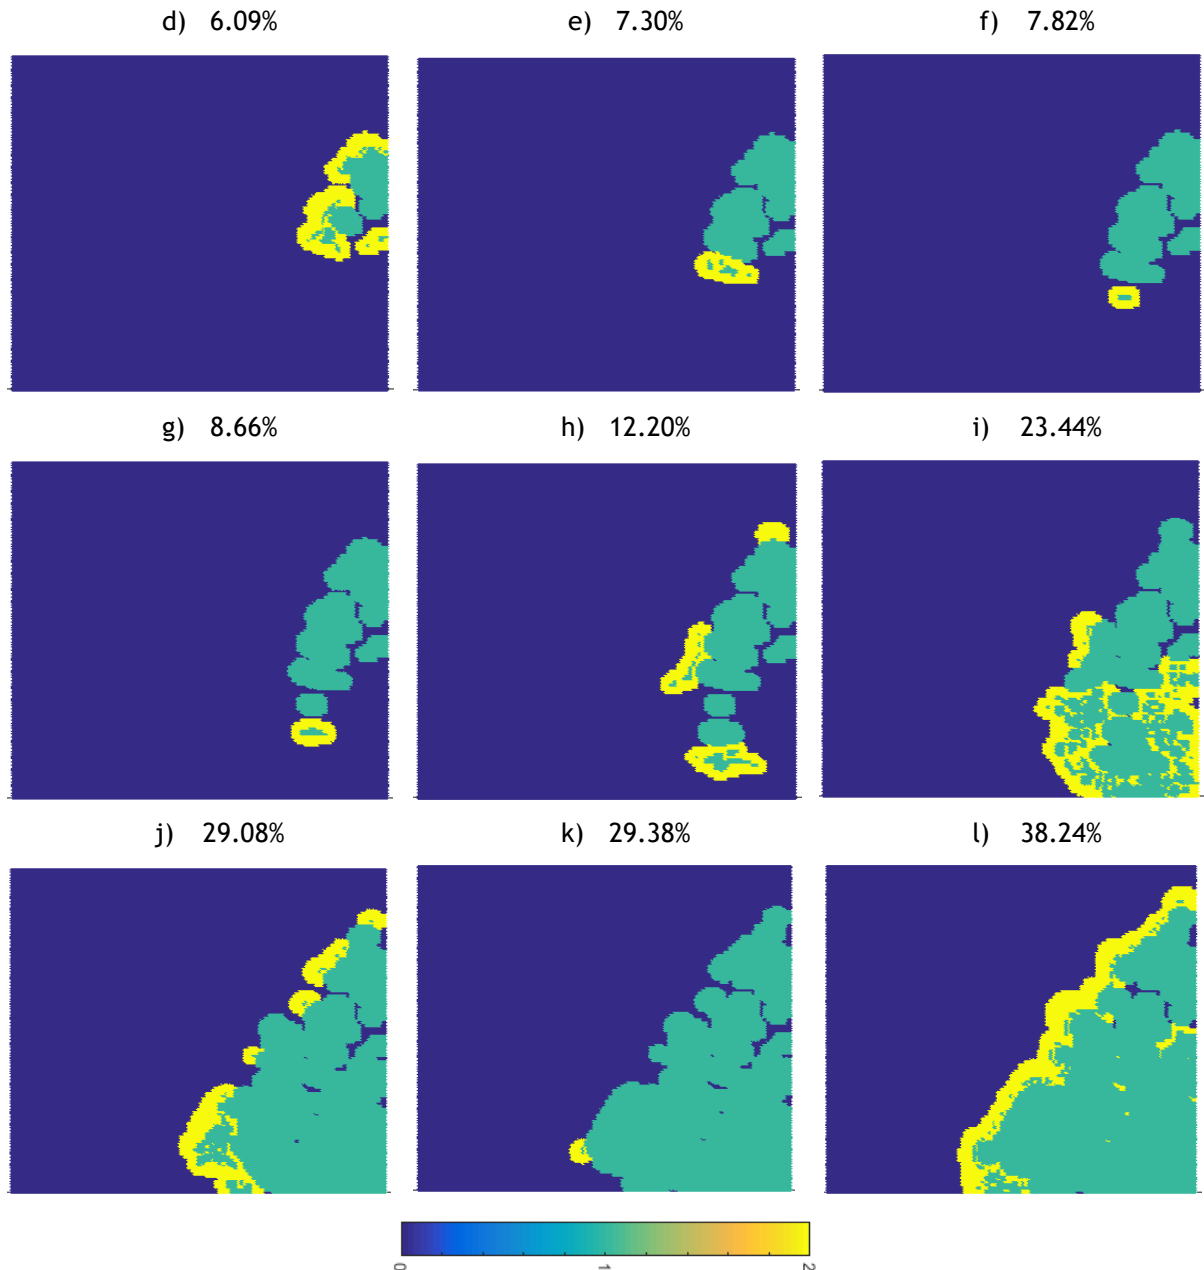 d) 6.09% e) 7.30% f) 7.82%
g) 8.66% h) 12.20% i) 23.44%
j) 29.08% k) 29.38% l) 38.24%
0 1 2